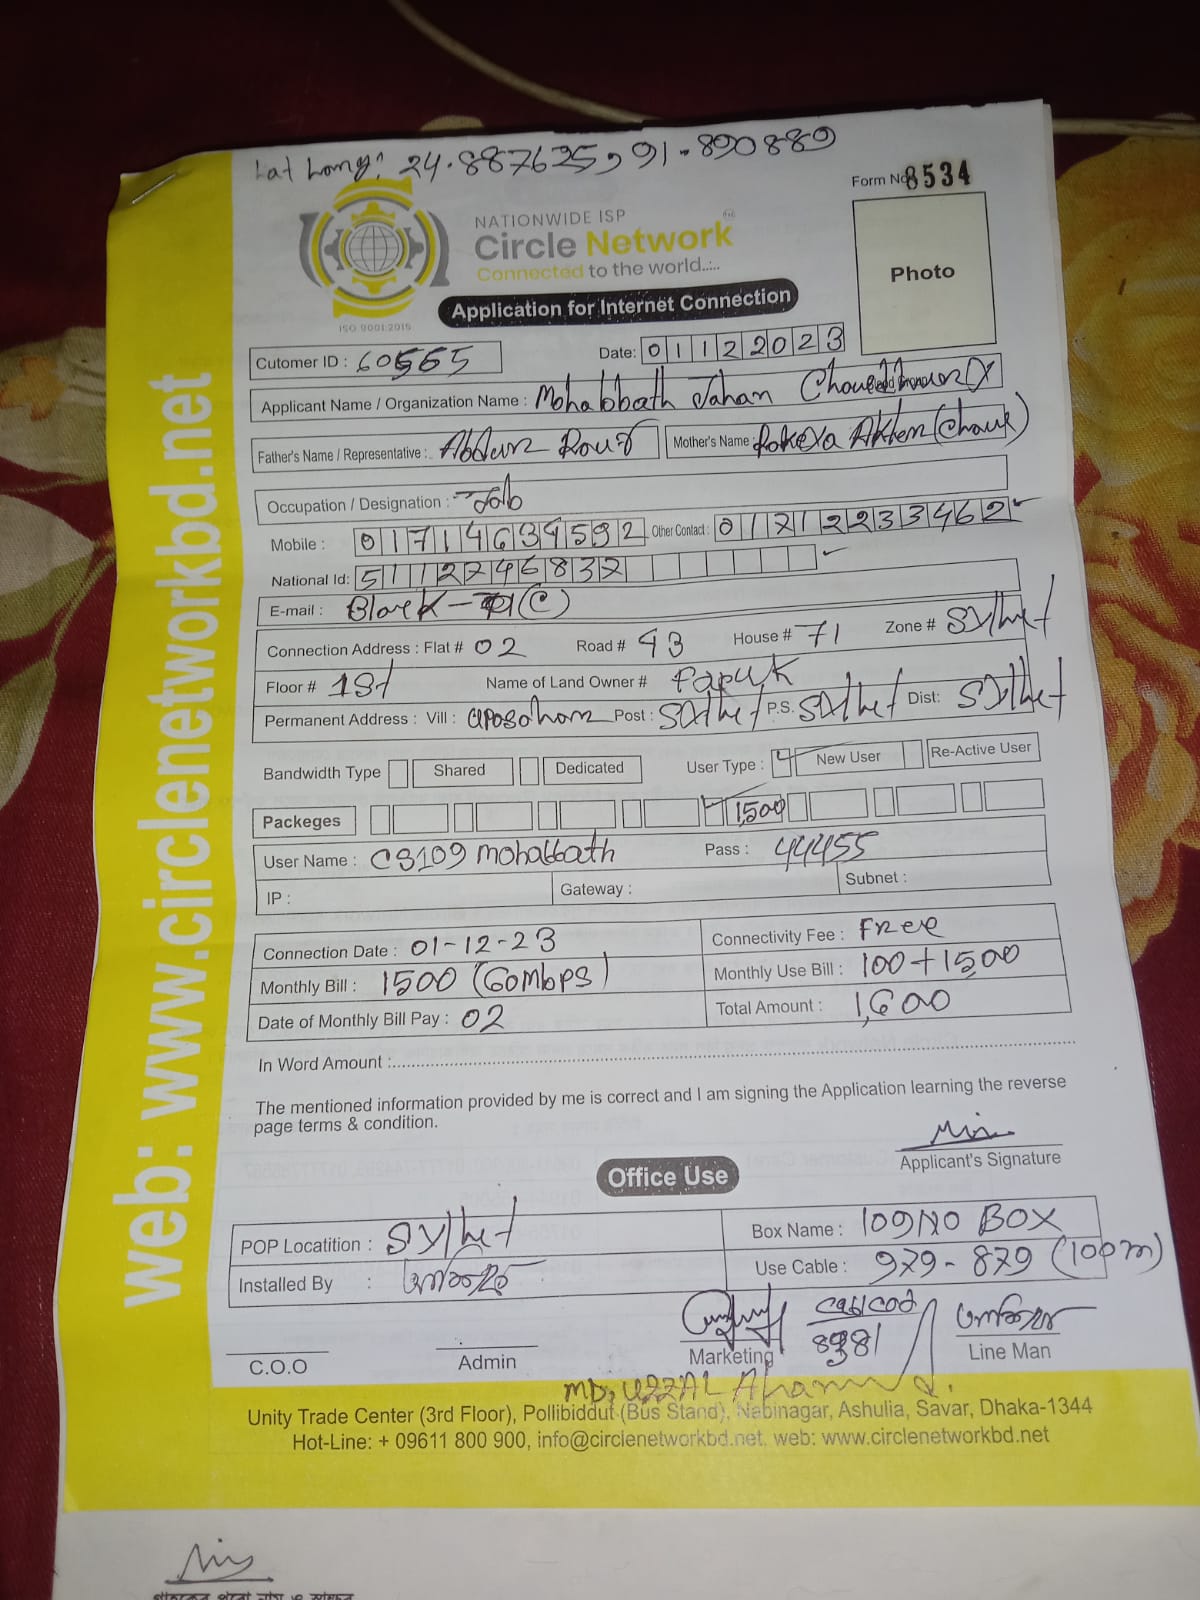 Lat Long: 24.887625, 91.890889
Form No 8534
NATIONWIDE ISP
Circle Network
Connected to the world.....
ISO 9001:2015
Photo
Application for Internet Connection
Cutomer ID : 60565 Date: 01122023
Applicant Name / Organization Name : Mohabbath Jahan
Father's Name / Representative : Abdur Rouf Mother's Name : Rokeya Akter
Occupation / Designation : Job
Mobile : 01714634592 Other Contact : 01712233462
National Id: 5112746832
E-mail : Block - (C)
Connection Address : Flat # 02 Road # 43 House # 71 Zone # Sylhet
Floor # 1st Name of Land Owner # Faruk
Permanent Address : Vill : uposohor Post : Sylhet P.S. Sylhet Dist: Sylhet
Bandwidth Type Shared Dedicated User Type : New User Re-Active User
Packeges 1,500
User Name : CS109 mohabbath Pass : 44455
IP : Gateway : Subnet :
Connection Date : 01-12-23 Connectivity Fee : Free
Monthly Bill : 1500 (60Mbps) Monthly Use Bill : 100+1500
Date of Monthly Bill Pay : 02 Total Amount : 1,600
In Word Amount :
The mentioned information provided by me is correct and I am signing the Application learning the reverse
page terms & condition.
Applicant's Signature
Office Use
POP Locatition : Sylhet Box Name : 109 NO BOX
Installed By : Use Cable : 979-879 (100m)
C.O.O Admin Marketing Line Man
MD. UZZAL Aham
Unity Trade Center (3rd Floor), Pollibiddut (Bus Stand), Nabinagar, Ashulia, Savar, Dhaka-1344
Hot-Line: + 09611 800 900, info@circlenetworkbd.net, web: www.circlenetworkbd.net
web: www.circlenetworkbd.net